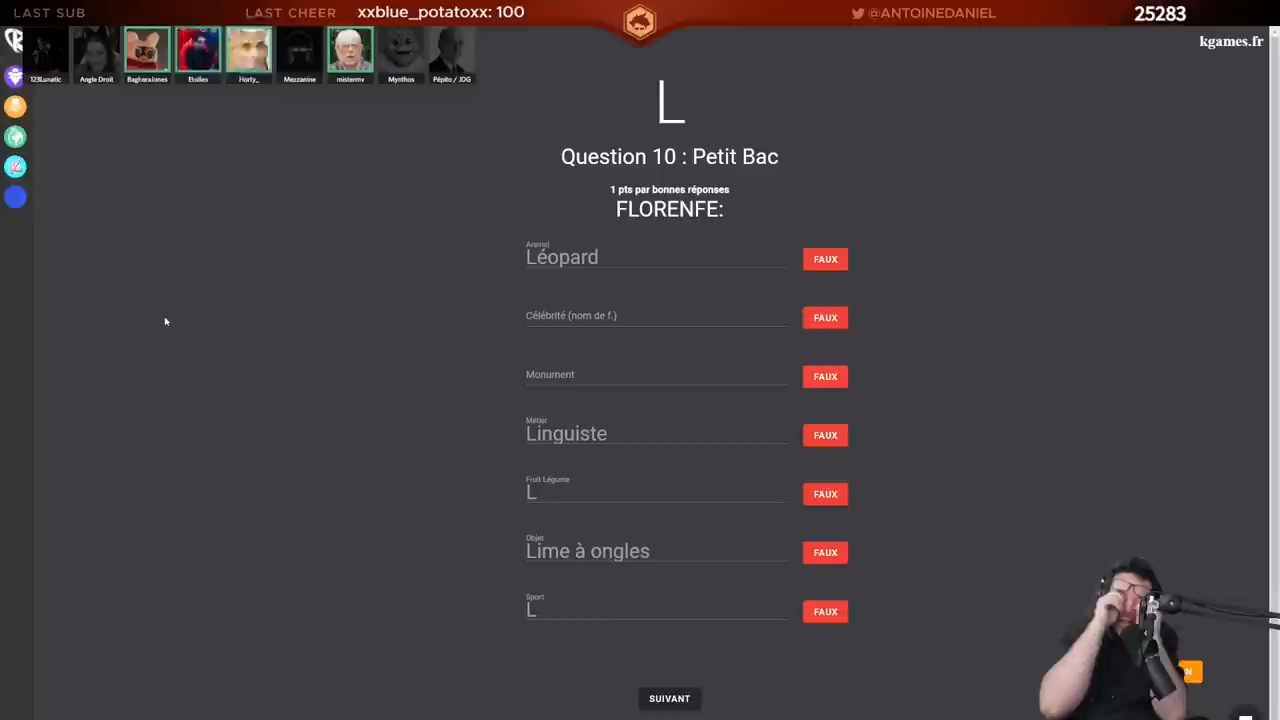 LAST SUB
LAST CHEER
xxblue_potatoxx: 100
@ANTOINEDANIEL
25283
kgames.fr
123Lunatic
Angle Droit
BagheraJones
Etoiles
Horty_
Mezzanine
mistermv
Mynthos
Pépito / JDG
L
Question 10 : Petit Bac
1 pts par bonnes réponses
FLORENFE:
Animal
Léopard
FAUX
Célébrité (nom de f.)
FAUX
Monument
FAUX
Métier
Linguiste
FAUX
Fruit Légume
L
FAUX
Objet
Lime à ongles
FAUX
Sport
L
FAUX
SUIVANT